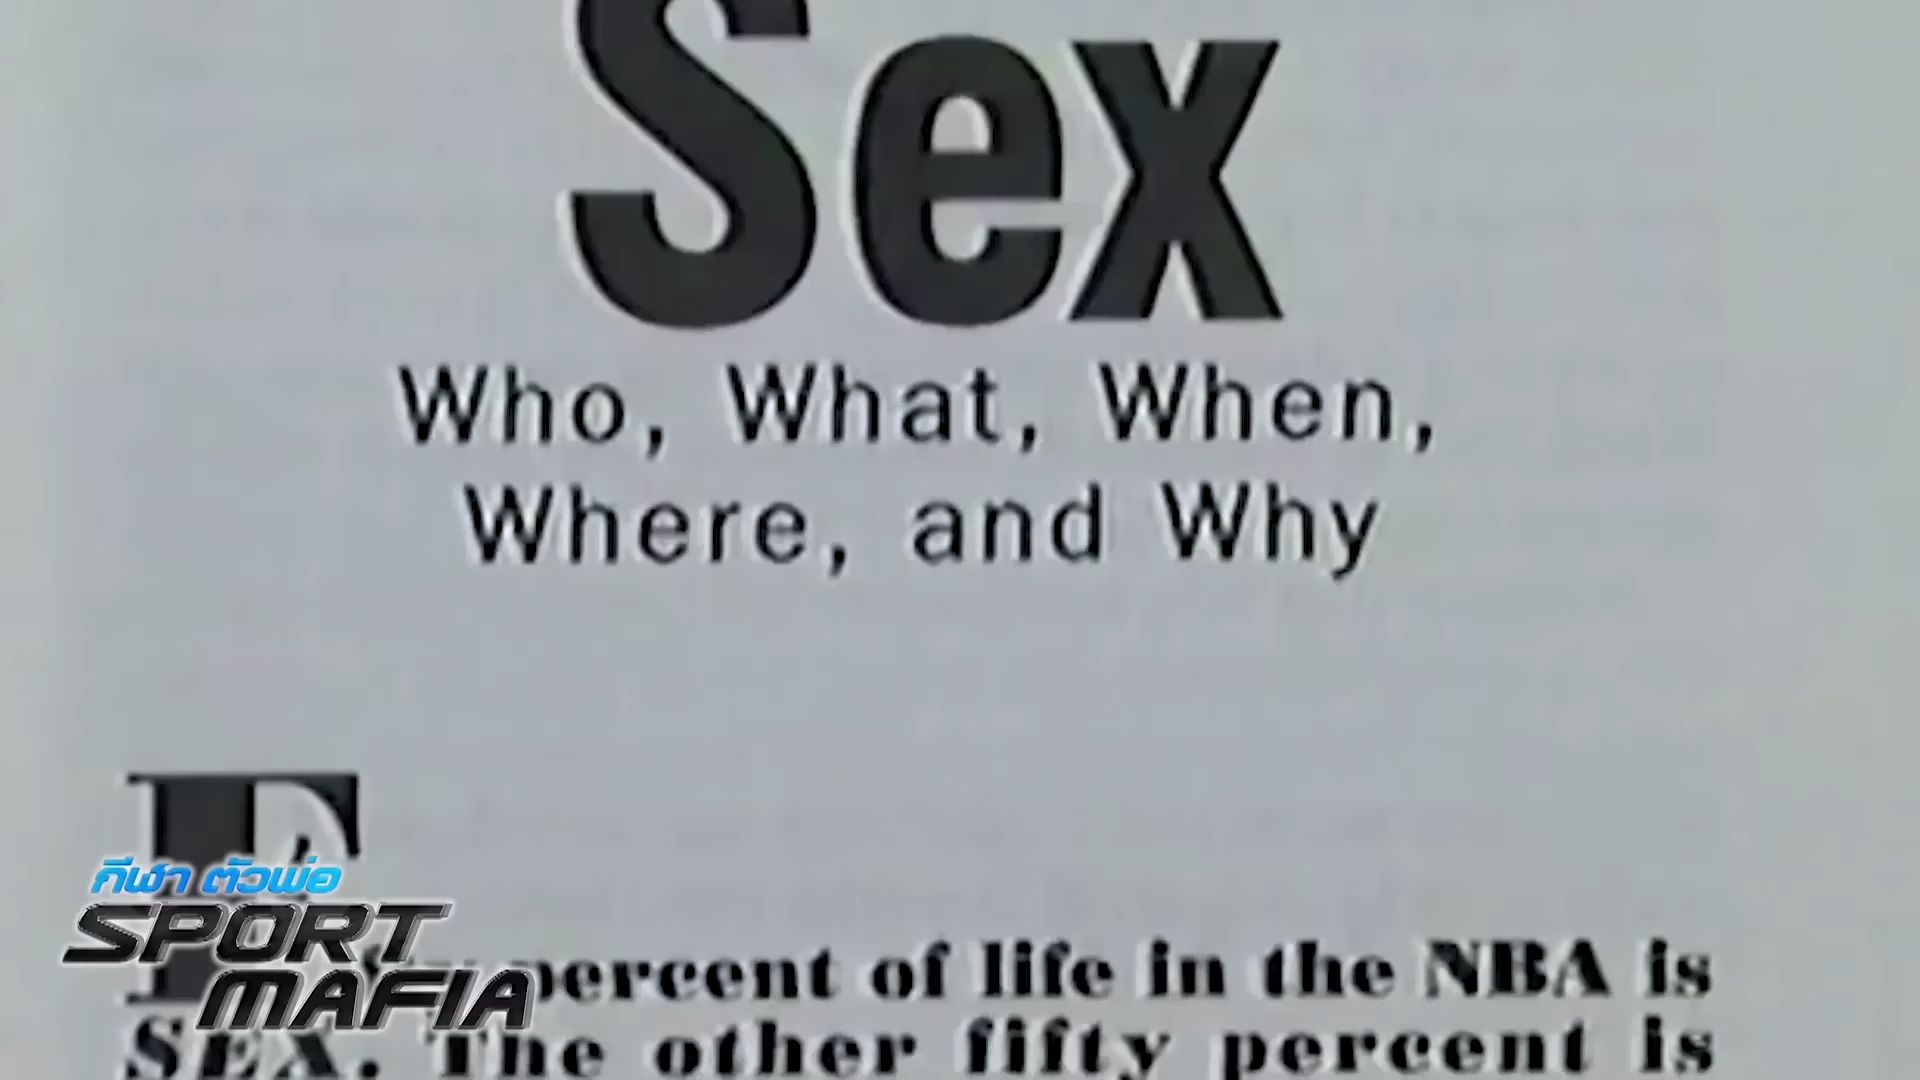 Sex
Who, What, When,
Where, and Why
percent of life in the NBA is
SEX. The other fifty percent is
กีฬา ตัวพ่อ
SPORT
MAFIA